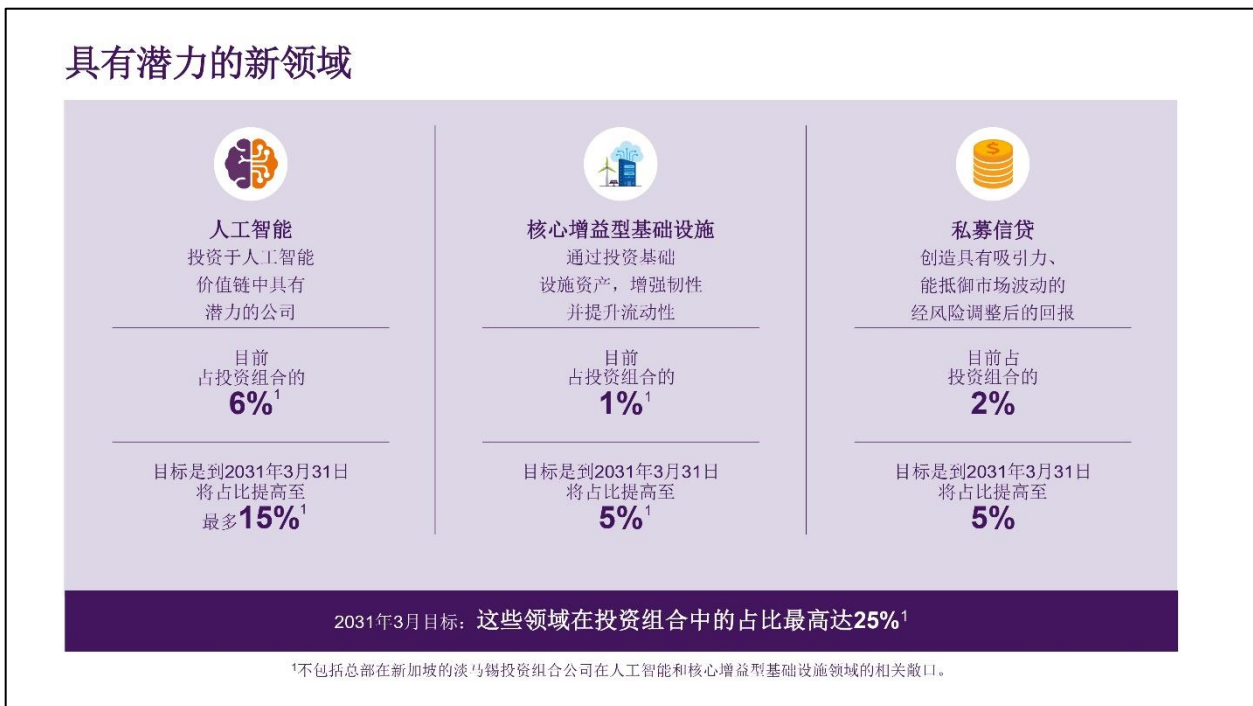 具有潜力的新领域
人工智能
投资于人工智能
价值链中具有
潜力的公司
目前
占投资组合的
6%¹
目标是到2031年3月31日
将占比提高至
最多15%¹
核心增益型基础设施
通过投资基础
设施资产，增强韧性
并提升流动性
目前
占投资组合的
1%¹
目标是到2031年3月31日
将占比提高至
5%¹
$
私募信贷
创造具有吸引力、
能抵御市场波动的
经风险调整后的回报
目前占
投资组合的
2%
目标是到2031年3月31日
将占比提高至
5%
2031年3月目标：这些领域在投资组合中的占比最高达25%¹
¹不包括总部在新加坡的淡马锡投资组合公司在人工智能和核心增益型基础设施领域的相关敞口。